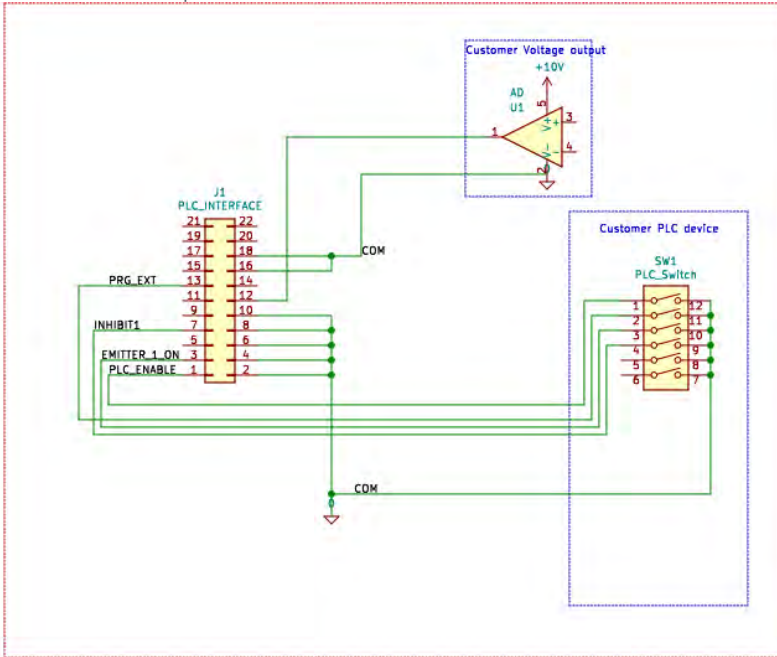 Customer Voltage output
+10V
AD
U1
5
V+
+
3
1
-
4
V-
2
0
J1
PLC_INTERFACE
21 22
19 20
17 18
15 16
13 14
11 12
9 10
7 8
5 6
3 4
1 2
COM
PRG_EXT
INHIBIT1
EMITTER_1_ON
PLC_ENABLE
Customer PLC device
SW1
PLC_Switch
1 12
2 11
3 10
4 9
5 8
6 7
COM
0